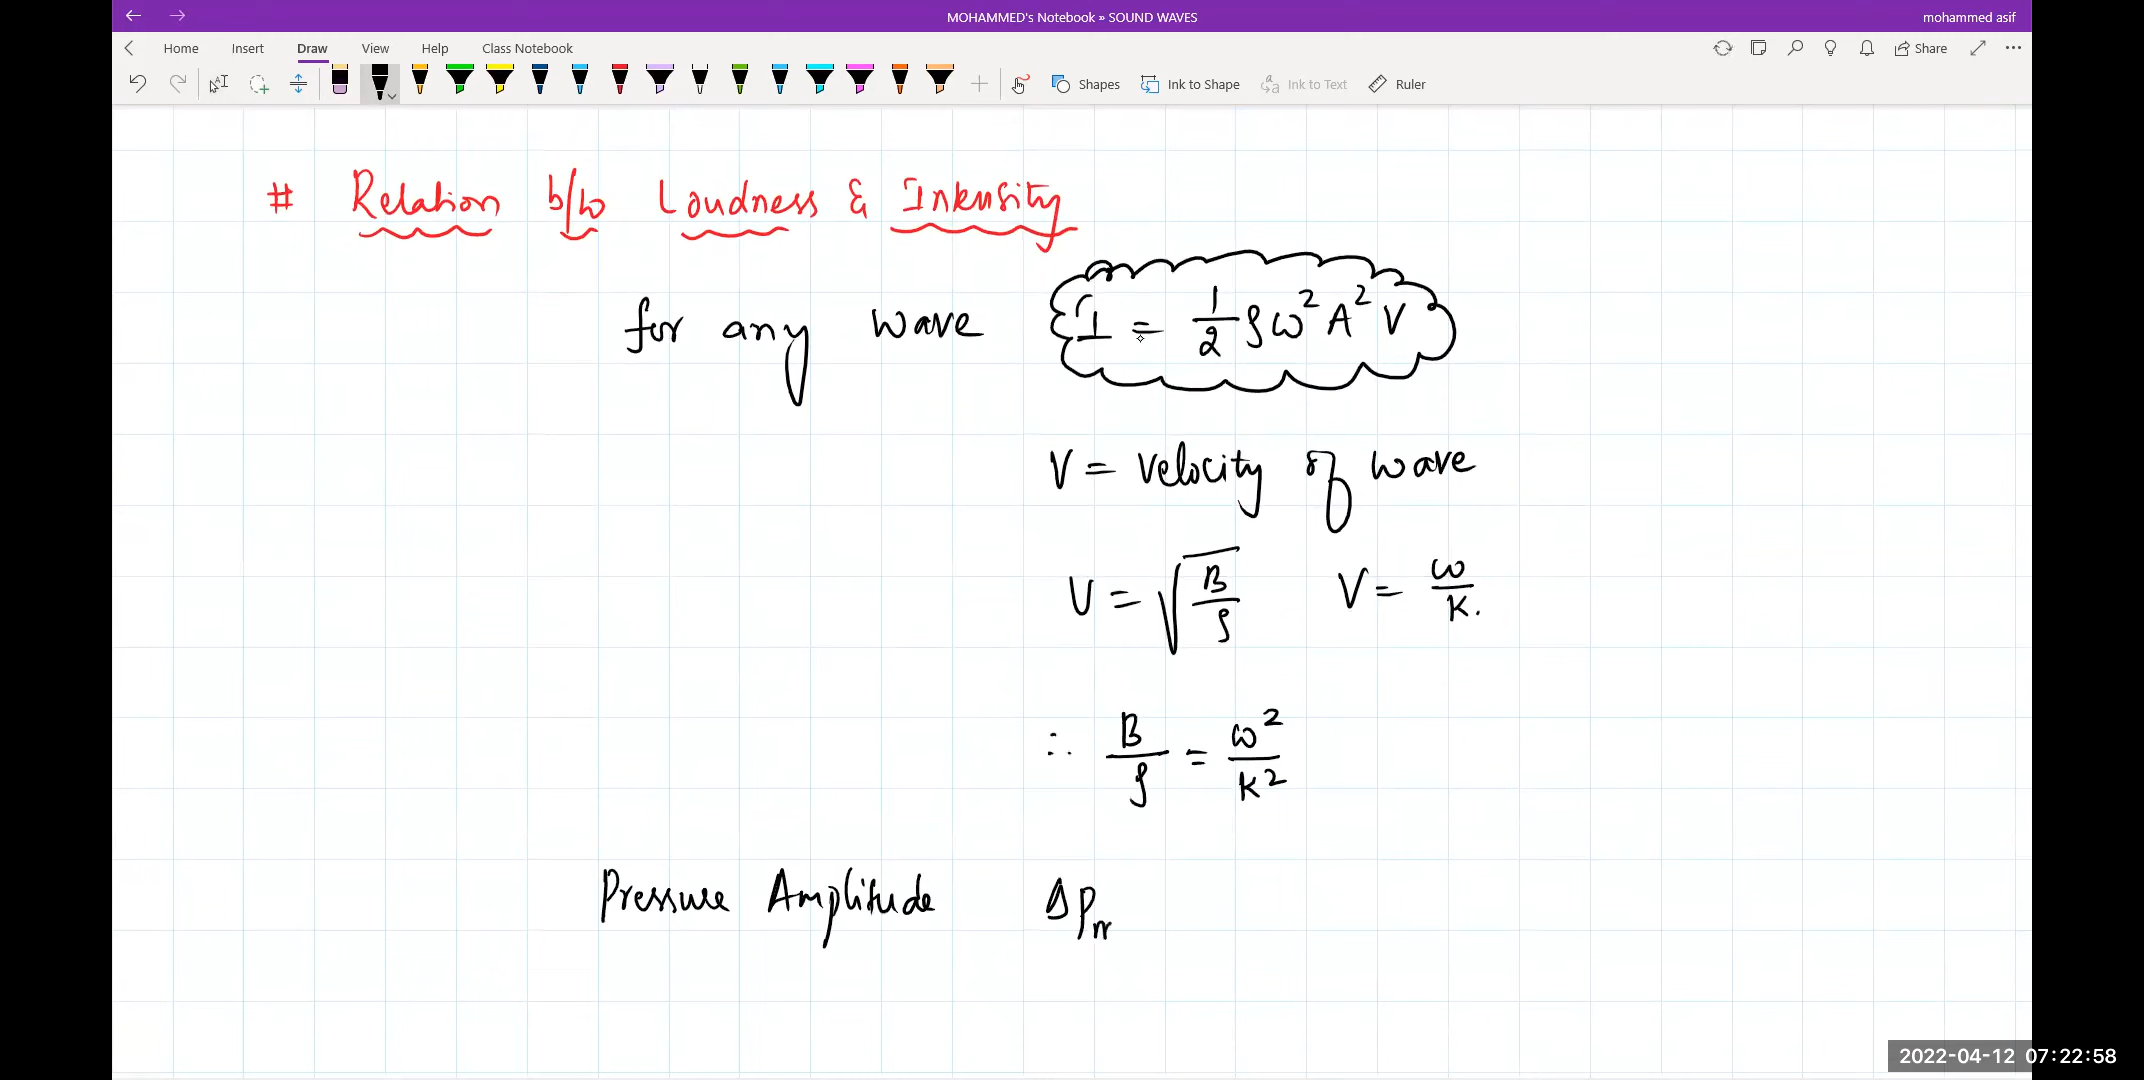 MOHAMMED's Notebook » SOUND WAVES
mohammed asif
Home Insert Draw View Help Class Notebook
Share
Shapes Ink to Shape Ink to Text Ruler
# Relation b/w Loudness & Intensity
for any wave I = 1/2 ρω²A²V
V = velocity of wave
V = √(B/ρ) V = ω/K.
∴ B/ρ = ω²/K²
Pressure Amplitude ΔPm
2022-04-12 07:22:58